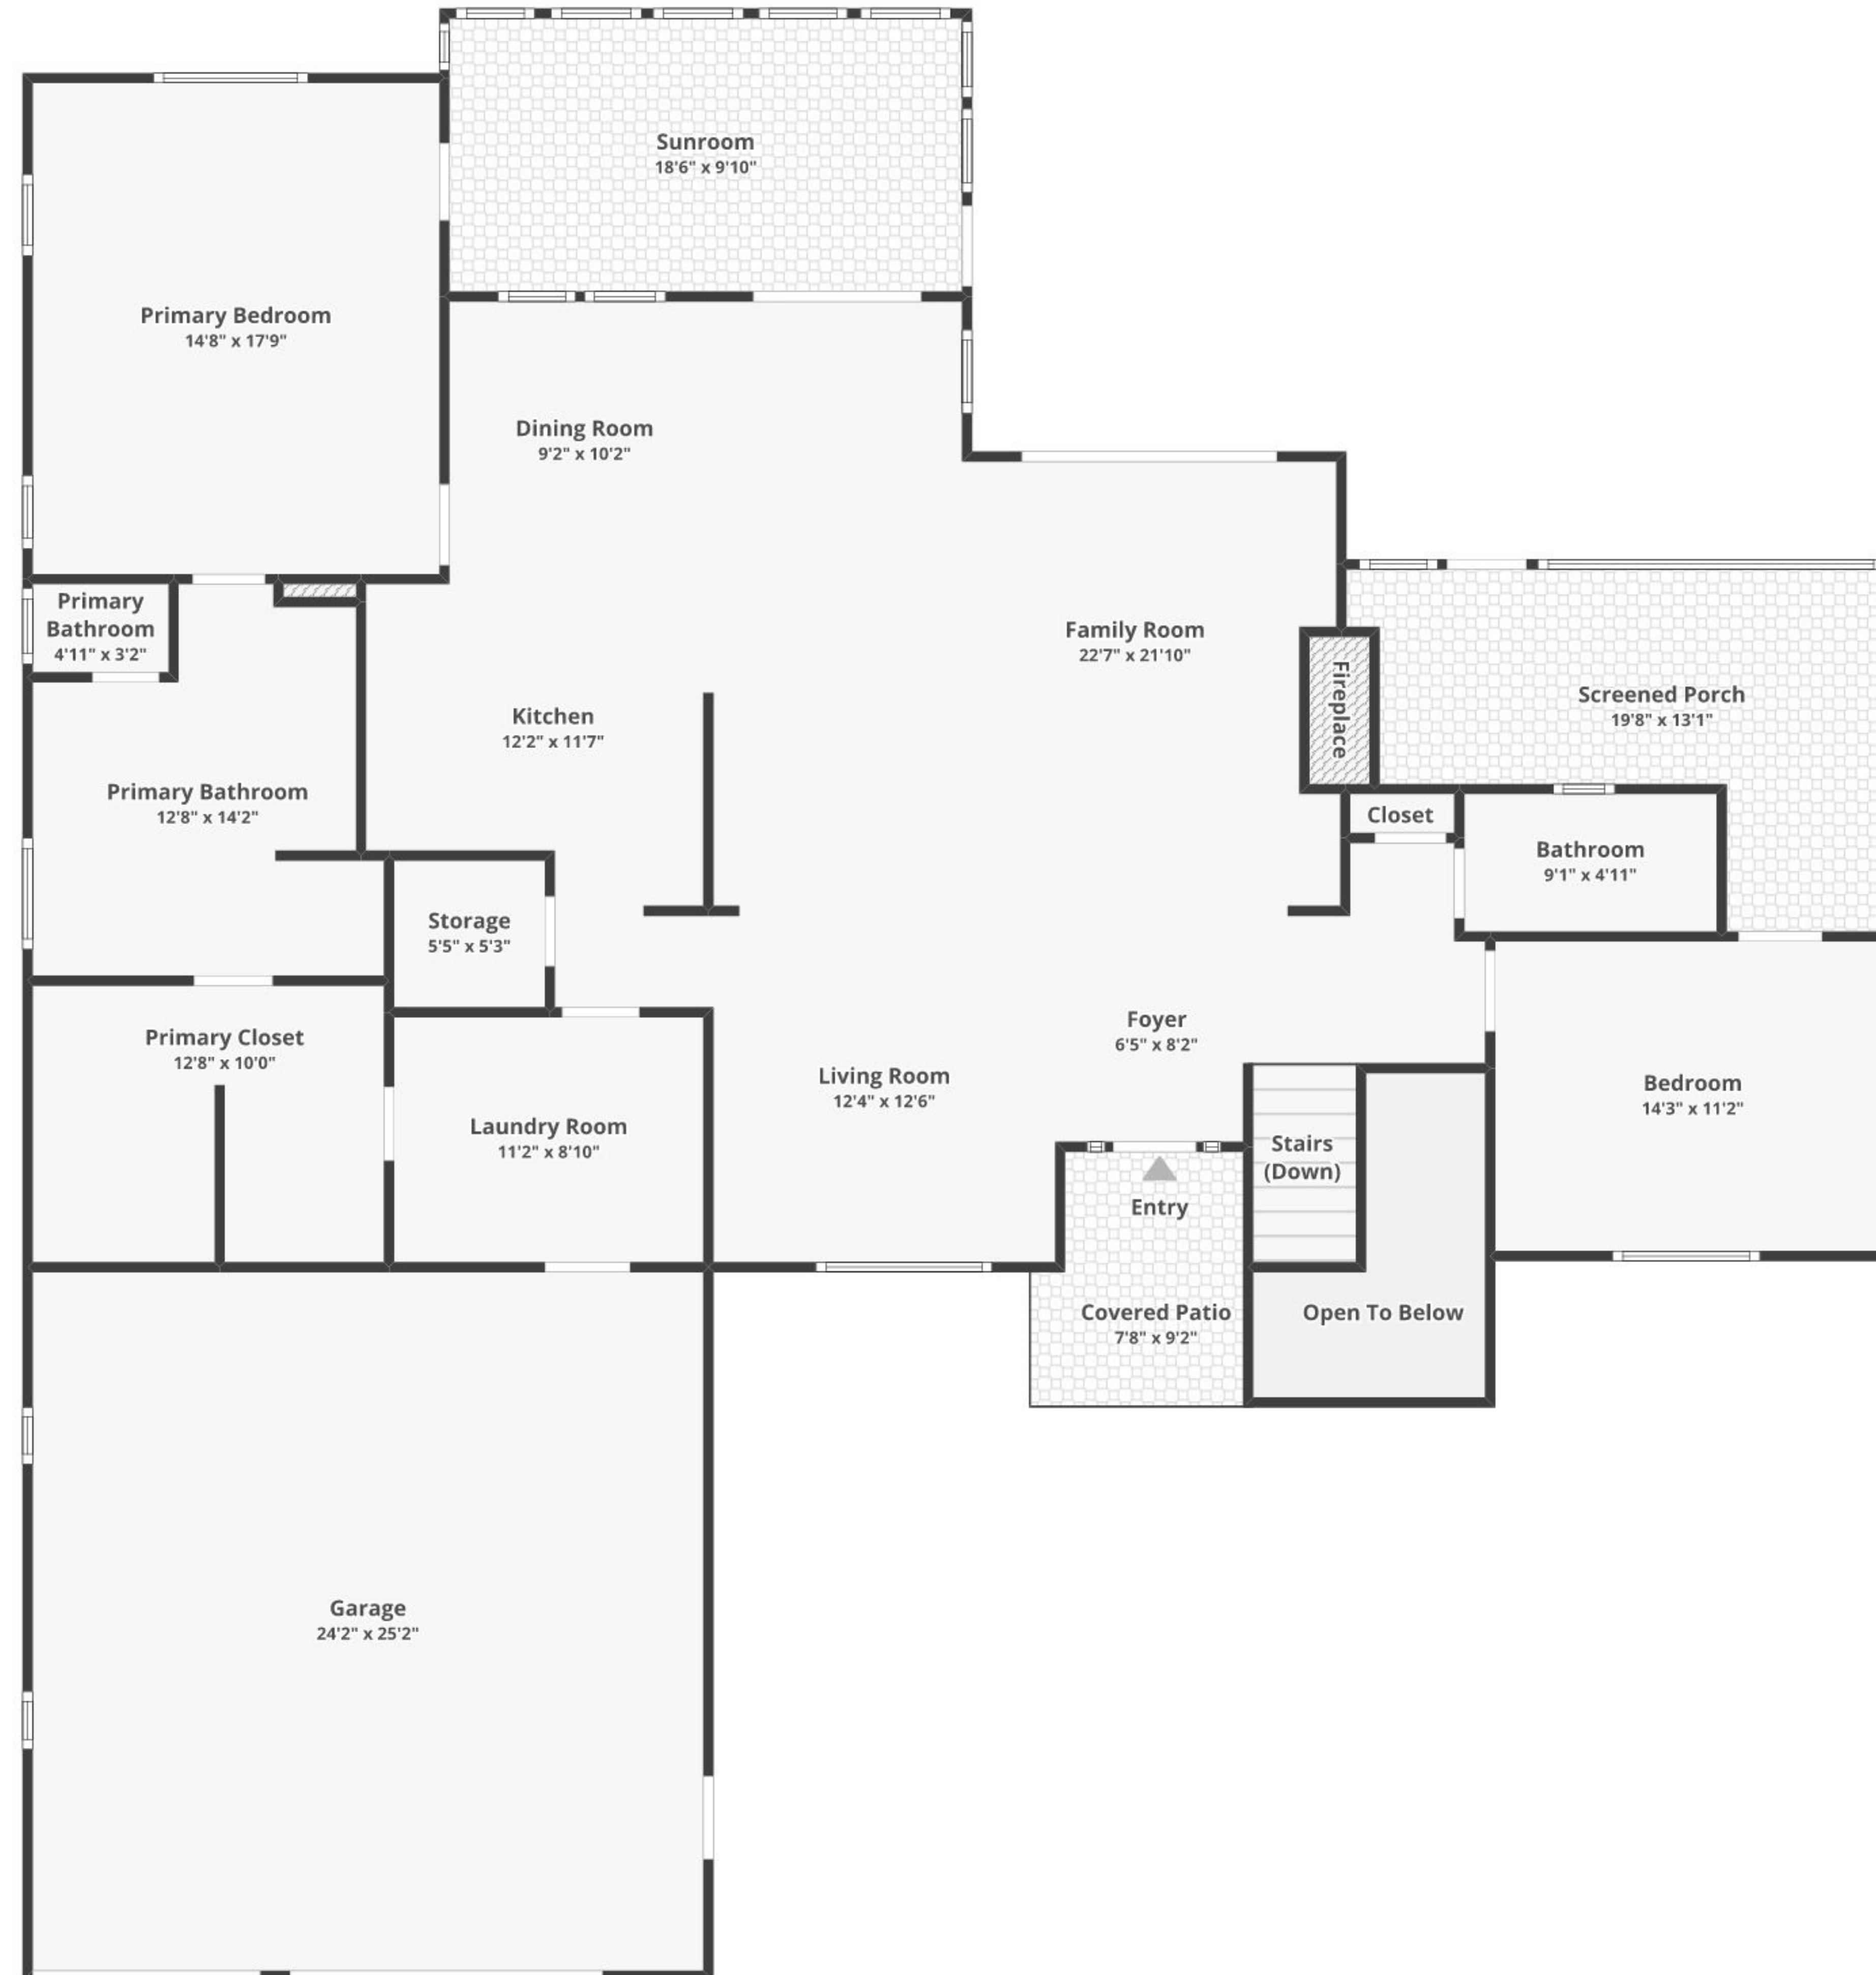 Sunroom
18'6" x 9'10"
Primary Bedroom
14'8" x 17'9"
Dining Room
9'2" x 10'2"
Primary
Bathroom
4'11" x 3'2"
Family Room
22'7" x 21'10"
Fireplace
Screened Porch
19'8" x 13'1"
Kitchen
12'2" x 11'7"
Primary Bathroom
12'8" x 14'2"
Closet
Bathroom
9'1" x 4'11"
Storage
5'5" x 5'3"
Foyer
6'5" x 8'2"
Primary Closet
12'8" x 10'0"
Living Room
12'4" x 12'6"
Bedroom
14'3" x 11'2"
Laundry Room
11'2" x 8'10"
Stairs
(Down)
Entry
Covered Patio
7'8" x 9'2"
Open To Below
Garage
24'2" x 25'2"